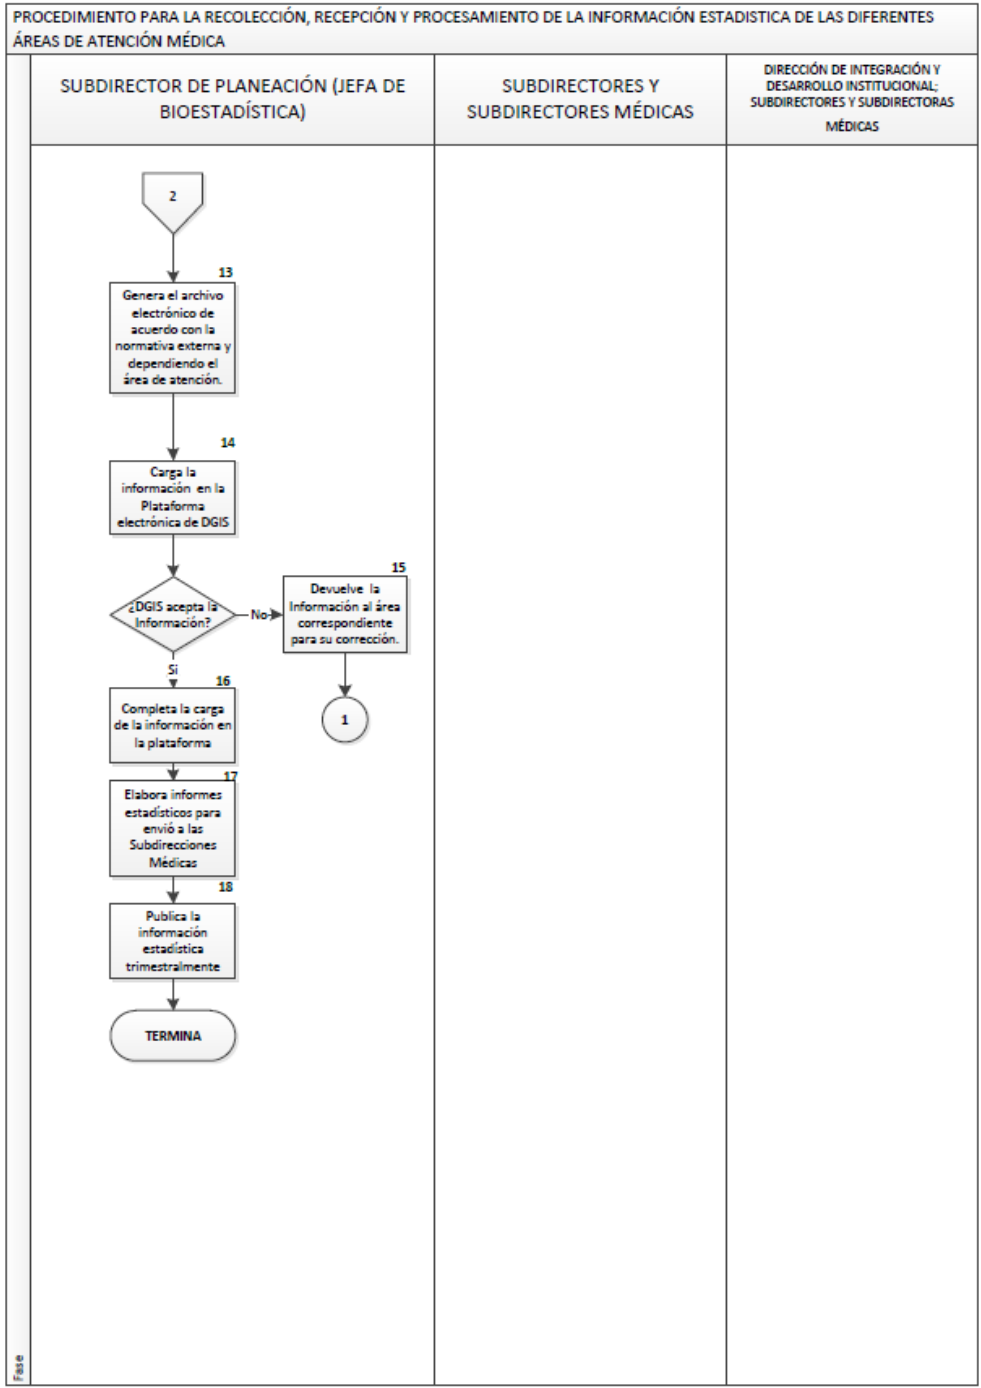 PROCEDIMIENTO PARA LA RECOLECCIÓN, RECEPCIÓN Y PROCESAMIENTO DE LA INFORMACIÓN ESTADISTICA DE LAS DIFERENTES
ÁREAS DE ATENCIÓN MÉDICA
SUBDIRECTOR DE PLANEACIÓN (JEFA DE
BIOESTADÍSTICA)
SUBDIRECTORES Y
SUBDIRECTORES MÉDICAS
DIRECCIÓN DE INTEGRACIÓN Y
DESARROLLO INSTITUCIONAL;
SUBDIRECTORES Y SUBDIRECTORAS
MÉDICAS
2
13
Genera el archivo
electrónico de
acuerdo con la
normativa externa y
dependiendo el
área de atención.
14
Carga la
información en la
Plataforma
electrónica de DGIS
¿DGIS acepta la
Información?
No
15
Devuelve la
Información al área
correspondiente
para su corrección.
1
Si
16
Completa la carga
de la información en
la plataforma
17
Elabora informes
estadísticos para
envió a las
Subdirecciones
Médicas
18
Publica la
información
estadística
trimestralmente
TERMINA
Fase